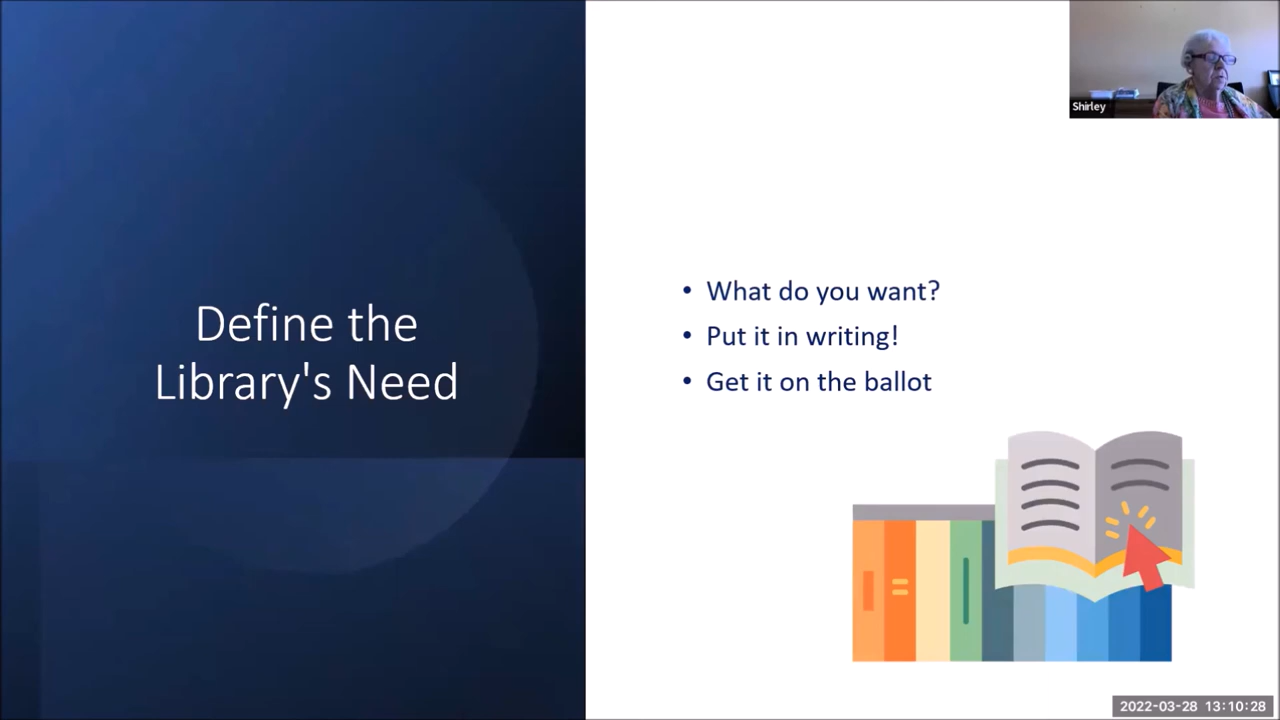 Define the
Library's Need
• What do you want?
• Put it in writing!
• Get it on the ballot
Shirley
2022-03-28 13:10:28